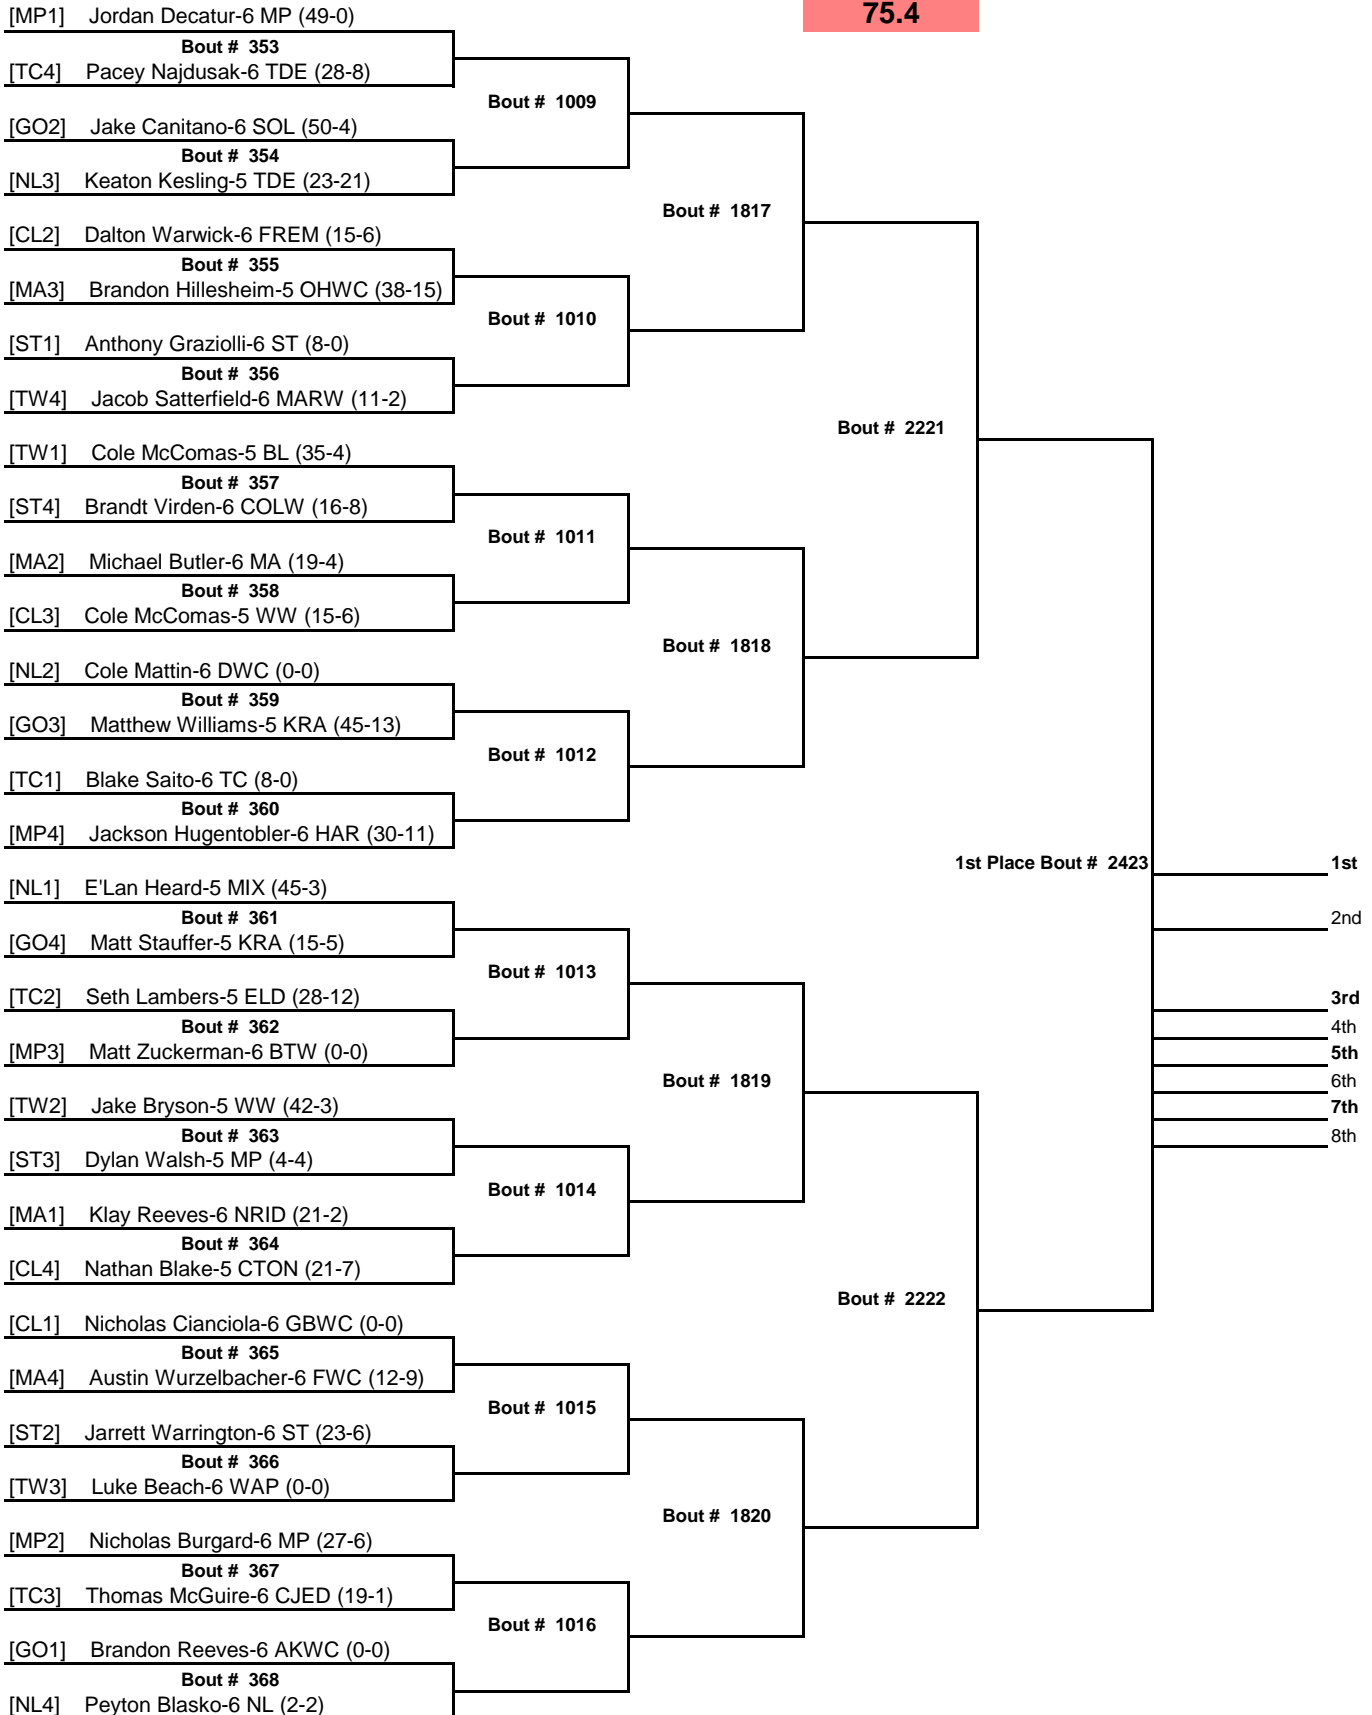 [MP1] Jordan Decatur-6 MP (49-0)
75.4
Bout # 353
[TC4] Pacey Najdusak-6 TDE (28-8)
Bout # 1009
[GO2] Jake Canitano-6 SOL (50-4)
Bout # 354
[NL3] Keaton Kesling-5 TDE (23-21)
Bout # 1817
[CL2] Dalton Warwick-6 FREM (15-6)
Bout # 355
[MA3] Brandon Hillesheim-5 OHWC (38-15)
Bout # 1010
[ST1] Anthony Graziolli-6 ST (8-0)
Bout # 356
[TW4] Jacob Satterfield-6 MARW (11-2)
Bout # 2221
[TW1] Cole McComas-5 BL (35-4)
Bout # 357
[ST4] Brandt Virden-6 COLW (16-8)
Bout # 1011
[MA2] Michael Butler-6 MA (19-4)
Bout # 358
[CL3] Cole McComas-5 WW (15-6)
Bout # 1818
[NL2] Cole Mattin-6 DWC (0-0)
Bout # 359
[GO3] Matthew Williams-5 KRA (45-13)
Bout # 1012
[TC1] Blake Saito-6 TC (8-0)
Bout # 360
[MP4] Jackson Hugentobler-6 HAR (30-11)
1st Place Bout # 2423
1st
[NL1] E'Lan Heard-5 MIX (45-3)
Bout # 361
2nd
[GO4] Matt Stauffer-5 KRA (15-5)
Bout # 1013
[TC2] Seth Lambers-5 ELD (28-12)
3rd
Bout # 362
4th
[MP3] Matt Zuckerman-6 BTW (0-0)
5th
Bout # 1819
6th
[TW2] Jake Bryson-5 WW (42-3)
7th
Bout # 363
8th
[ST3] Dylan Walsh-5 MP (4-4)
Bout # 1014
[MA1] Klay Reeves-6 NRID (21-2)
Bout # 364
[CL4] Nathan Blake-5 CTON (21-7)
Bout # 2222
[CL1] Nicholas Cianciola-6 GBWC (0-0)
Bout # 365
[MA4] Austin Wurzelbacher-6 FWC (12-9)
Bout # 1015
[ST2] Jarrett Warrington-6 ST (23-6)
Bout # 366
[TW3] Luke Beach-6 WAP (0-0)
Bout # 1820
[MP2] Nicholas Burgard-6 MP (27-6)
Bout # 367
[TC3] Thomas McGuire-6 CJED (19-1)
Bout # 1016
[GO1] Brandon Reeves-6 AKWC (0-0)
Bout # 368
[NL4] Peyton Blasko-6 NL (2-2)